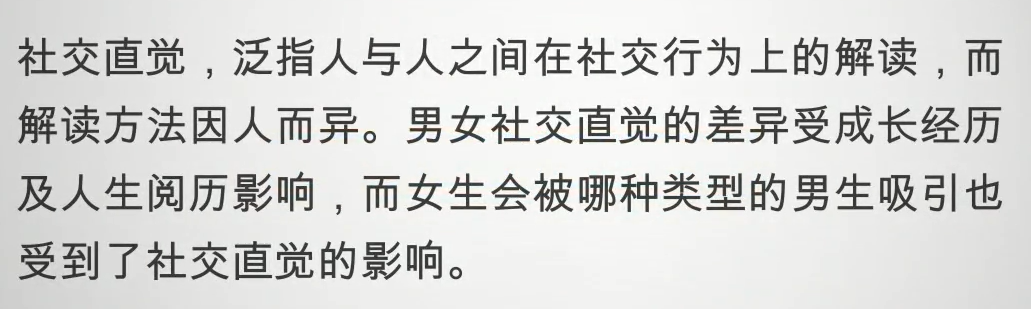 社交直觉，泛指人与人之间在社交行为上的解读，而
解读方法因人而异。男女社交直觉的差异受成长经历
及人生阅历影响，而女生会被哪种类型的男生吸引也
受到了社交直觉的影响。